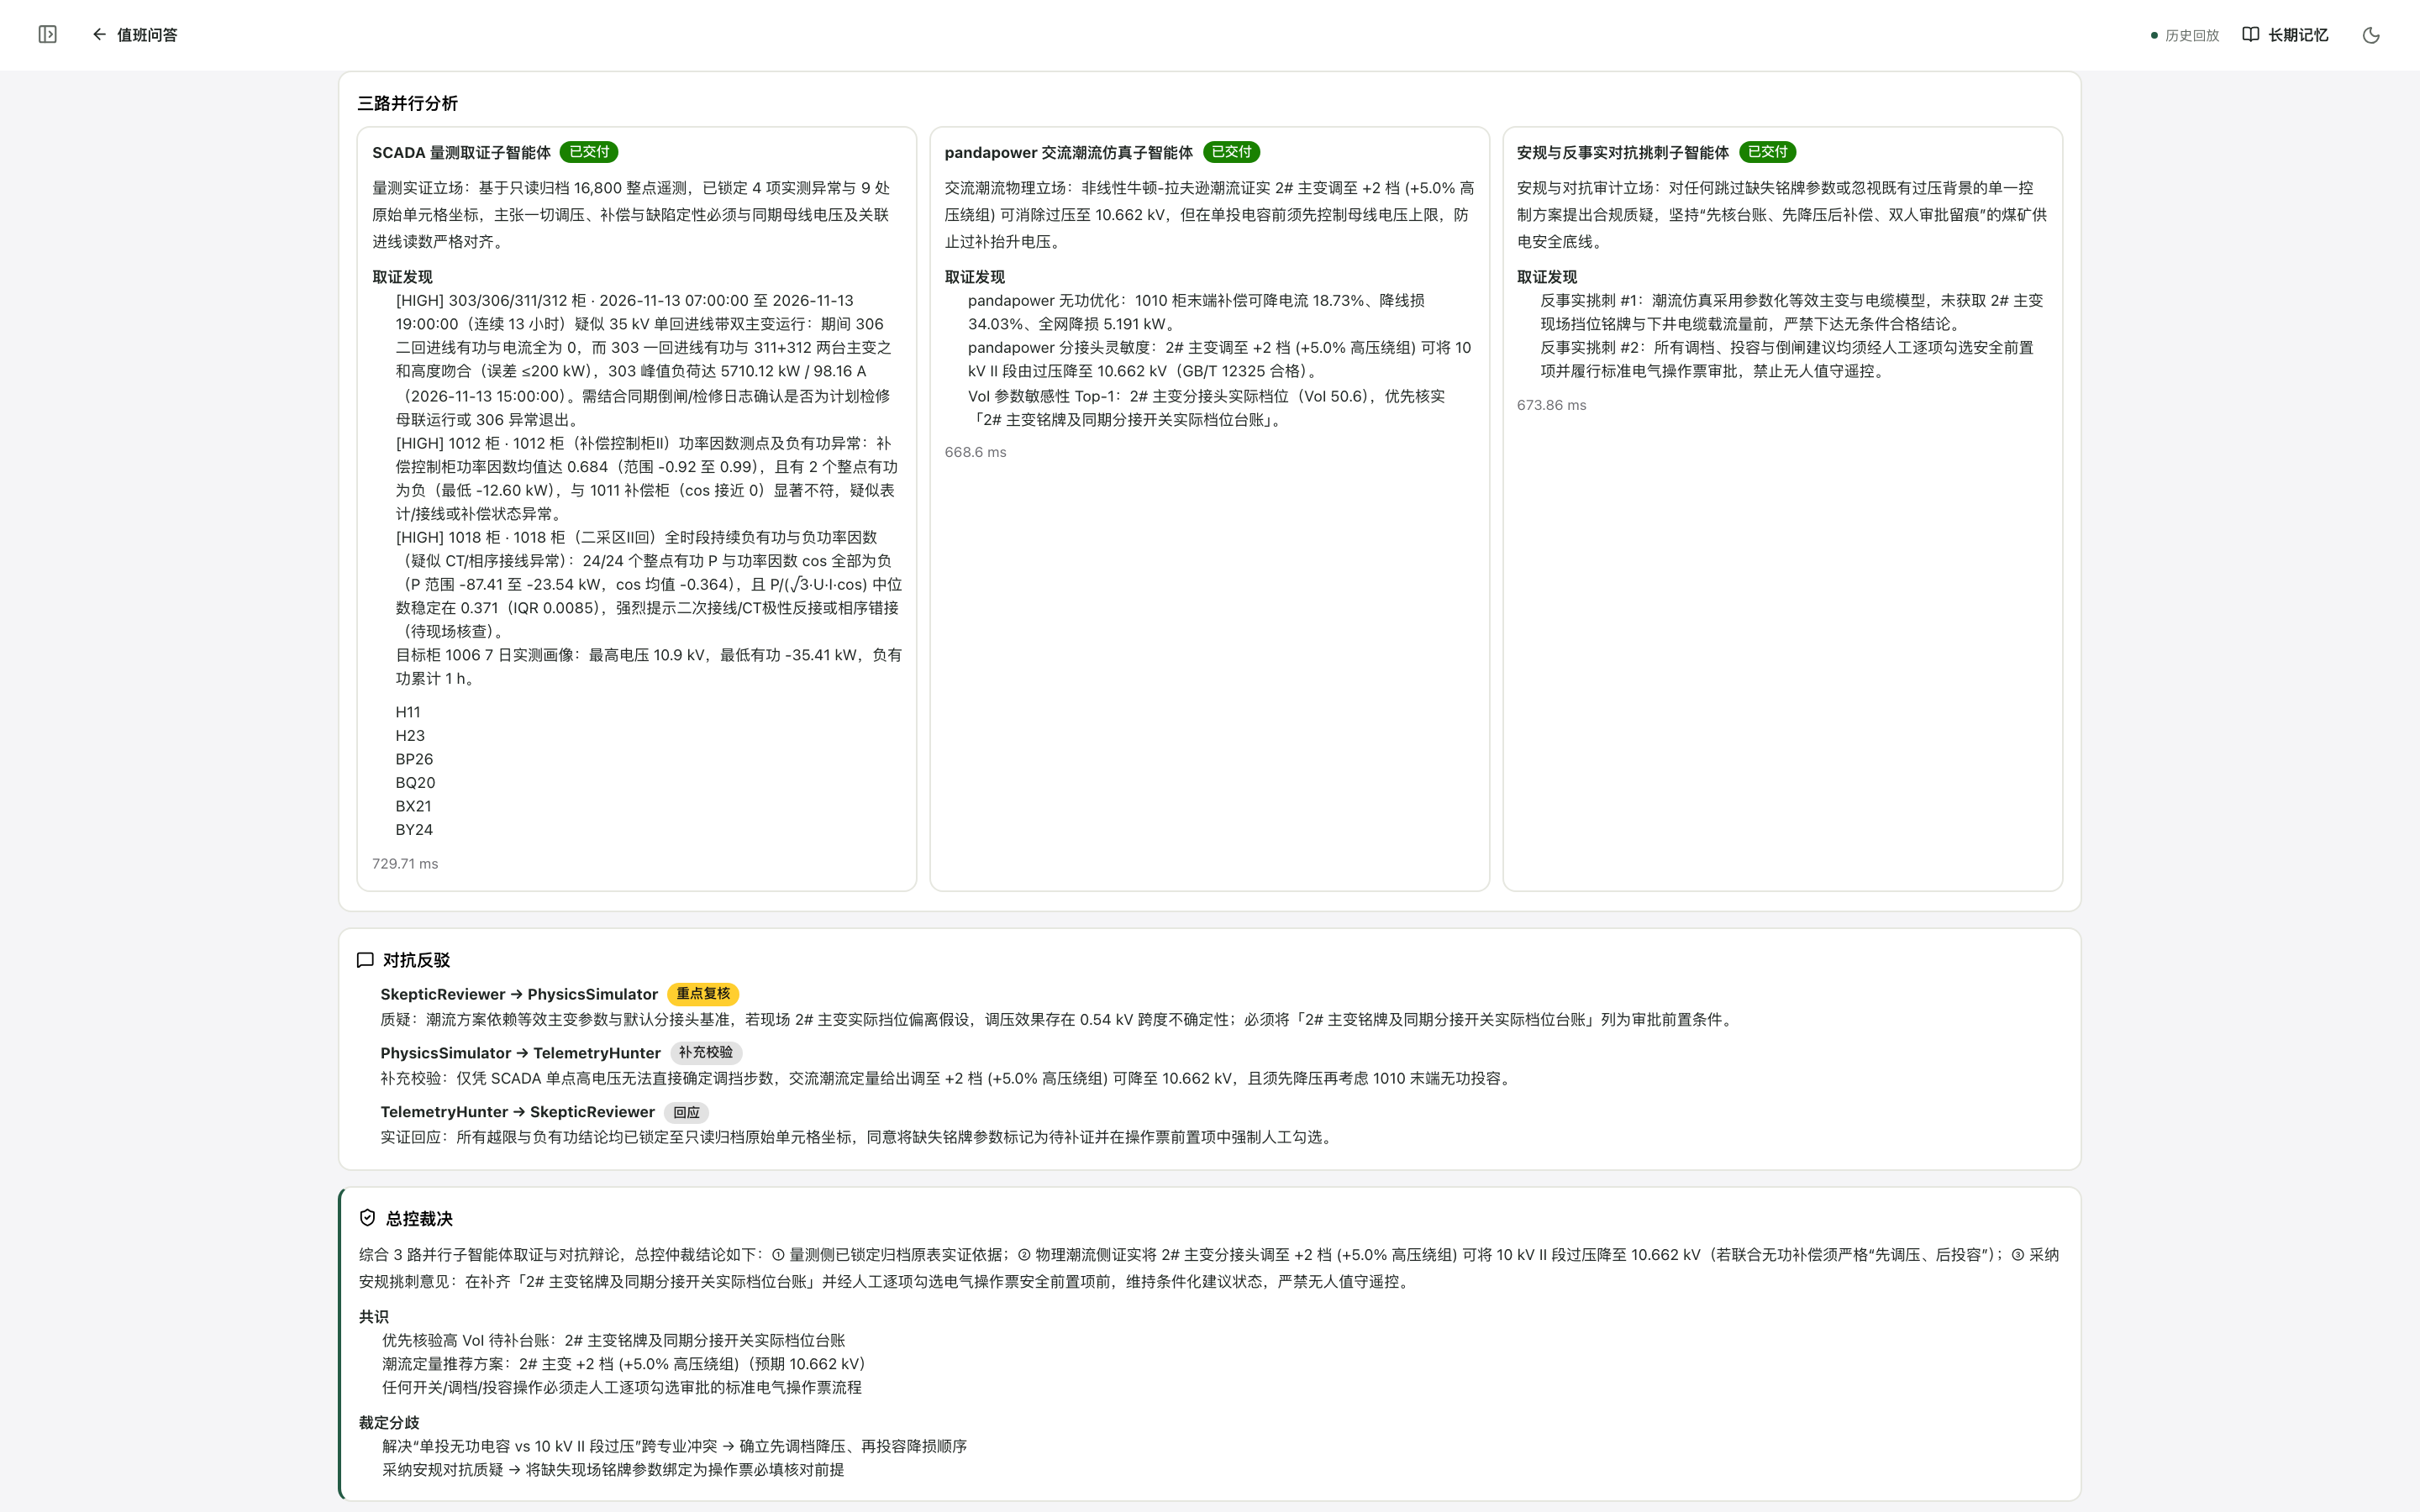 值班问答
历史回放
长期记忆
三路并行分析
SCADA 量测取证子智能体 已交付
量测实证立场：基于只读归档 16,800 整点遥测，已锁定 4 项实测异常与 9 处
原始单元格坐标，主张一切调压、补偿与缺陷定性必须与同期母线电压及关联
进线读数严格对齐。
取证发现
[HIGH] 303/306/311/312 柜 · 2026-11-13 07:00:00 至 2026-11-13
19:00:00（连续 13 小时）疑似 35 kV 单回进线带双主变运行：期间 306
二回进线有功与电流全为 0，而 303 一回进线有功与 311+312 两台主变之
和高度吻合（误差 ≤200 kW），303 峰值负荷达 5710.12 kW / 98.16 A
（2026-11-13 15:00:00）。需结合同期倒闸/检修日志确认是否为计划检修
母联运行或 306 异常退出。
[HIGH] 1012 柜 · 1012 柜（补偿控制柜II）功率因数测点及负有功异常：补
偿控制柜功率因数均值达 0.684（范围 -0.92 至 0.99），且有 2 个整点有功
为负（最低 -12.60 kW），与 1011 补偿柜（cos 接近 0）显著不符，疑似表
计/接线或补偿状态异常。
[HIGH] 1018 柜 · 1018 柜（二采区II回）全时段持续负有功与负功率因数
（疑似 CT/相序接线异常）：24/24 个整点有功 P 与功率因数 cos 全部为负
（P 范围 -87.41 至 -23.54 kW，cos 均值 -0.364），且 P/(√3·U·I·cos) 中位
数稳定在 0.371（IQR 0.0085），强烈提示二次接线/CT极性反接或相序错接
（待现场核查）。
目标柜 1006 7 日实测画像：最高电压 10.9 kV，最低有功 -35.41 kW，负有
功累计 1 h。
H11
H23
BP26
BQ20
BX21
BY24
729.71 ms
pandapower 交流潮流仿真子智能体 已交付
交流潮流物理立场：非线性牛顿-拉夫逊潮流证实 2# 主变调至 +2 档 (+5.0% 高
压绕组) 可消除过压至 10.662 kV，但在单投电容前须先控制母线电压上限，防
止过补抬升电压。
取证发现
pandapower 无功优化：1010 柜末端补偿可降电流 18.73%、降线损
34.03%、全网降损 5.191 kW。
pandapower 分接头灵敏度：2# 主变调至 +2 档 (+5.0% 高压绕组) 可将 10
kV II 段由过压降至 10.662 kV（GB/T 12325 合格）。
VoI 参数敏感性 Top-1：2# 主变分接头实际档位（VoI 50.6），优先核实
「2# 主变铭牌及同期分接开关实际档位台账」。
668.6 ms
安规与反事实对抗挑刺子智能体 已交付
安规与对抗审计立场：对任何跳过缺失铭牌参数或忽视既有过压背景的单一控
制方案提出合规质疑，坚持“先核台账、先降压后补偿、双人审批留痕”的煤矿供
电安全底线。
取证发现
反事实挑刺 #1：潮流仿真采用参数化等效主变与电缆模型，未获取 2# 主变
现场挡位铭牌与下井电缆载流量前，严禁下达无条件合格结论。
反事实挑刺 #2：所有调档、投容与倒闸建议均须经人工逐项勾选安全前置
项并履行标准电气操作票审批，禁止无人值守遥控。
673.86 ms
对抗反驳
SkepticReviewer → PhysicsSimulator 重点复核
质疑：潮流方案依赖等效主变参数与默认分接头基准，若现场 2# 主变实际挡位偏离假设，调压效果存在 0.54 kV 跨度不确定性；必须将「2# 主变铭牌及同期分接开关实际档位台账」列为审批前置条件。
PhysicsSimulator → TelemetryHunter 补充校验
补充校验：仅凭 SCADA 单点高电压无法直接确定调挡步数，交流潮流定量给出调至 +2 档 (+5.0% 高压绕组) 可降至 10.662 kV，且须先降压再考虑 1010 末端无功投容。
TelemetryHunter → SkepticReviewer 回应
实证回应：所有越限与负有功结论均已锁定至只读归档原始单元格坐标，同意将缺失铭牌参数标记为待补证并在操作票前置项中强制人工勾选。
总控裁决
综合 3 路并行子智能体取证与对抗辩论，总控仲裁结论如下：① 量测侧已锁定归档原表实证依据；② 物理潮流侧证实将 2# 主变分接头调至 +2 档 (+5.0% 高压绕组) 可将 10 kV II 段过压降至 10.662 kV（若联合无功补偿须严格“先调压、后投容”）；③ 采纳
安规挑刺意见：在补齐「2# 主变铭牌及同期分接开关实际档位台账」并经人工逐项勾选电气操作票安全前置项前，维持条件化建议状态，严禁无人值守遥控。
共识
优先核验高 VoI 待补台账：2# 主变铭牌及同期分接开关实际档位台账
潮流定量推荐方案：2# 主变 +2 档 (+5.0% 高压绕组)（预期 10.662 kV）
任何开关/调档/投容操作必须走人工逐项勾选审批的标准电气操作票流程
裁定分歧
解决“单投无功电容 vs 10 kV II 段过压”跨专业冲突 → 确立先调档降压、再投容降损顺序
采纳安规对抗质疑 → 将缺失现场铭牌参数绑定为操作票必填核对前提